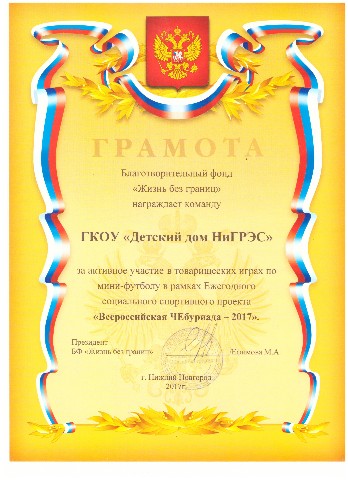 ГРАМОТА
Благотворительный фонд
«Жизнь без границ»
награждает команду
ГКОУ «Детский дом НиГРЭС»
за активное участие в товарищеских играх по
мини-футболу в рамках Ежегодного
социального спортивного проекта
«Всероссийская ЧЕбуриада – 2017».
Президент
БФ «Жизнь без границ» М.А.
г. Нижний Новгород
2017г.